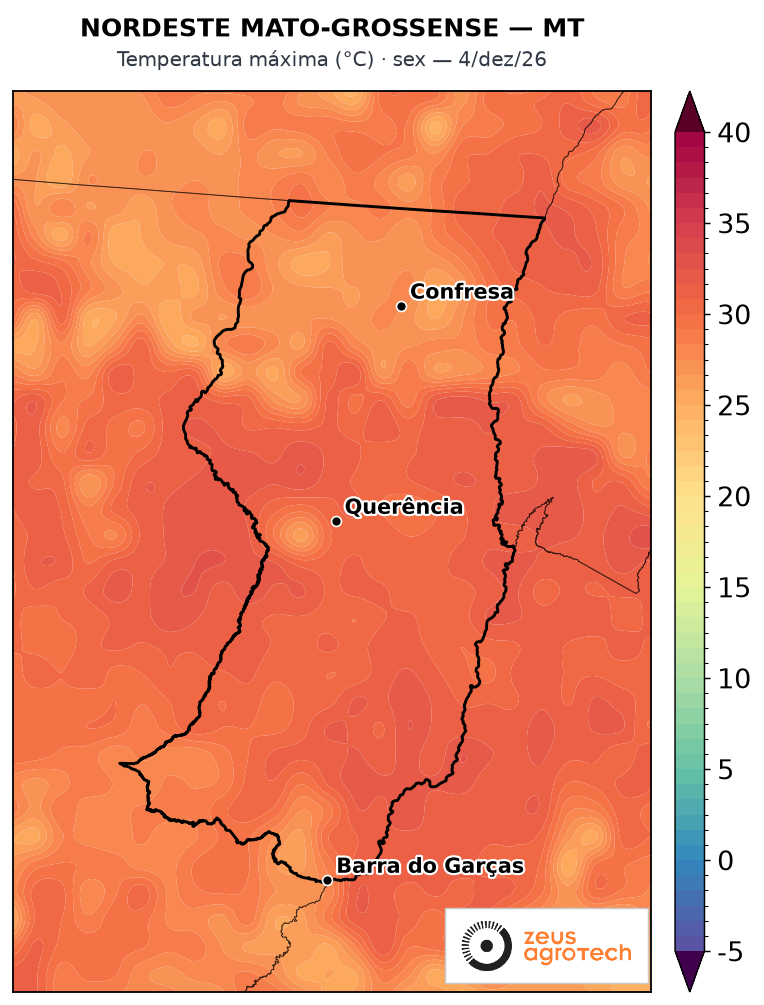 NORDESTE MATO-GROSSENSE — MT
Temperatura máxima (°C) · sex — 4/dez/26
Confresa
Querência
Barra do Garças
40
35
30
25
20
15
10
5
0
-5
zeus
agrotech